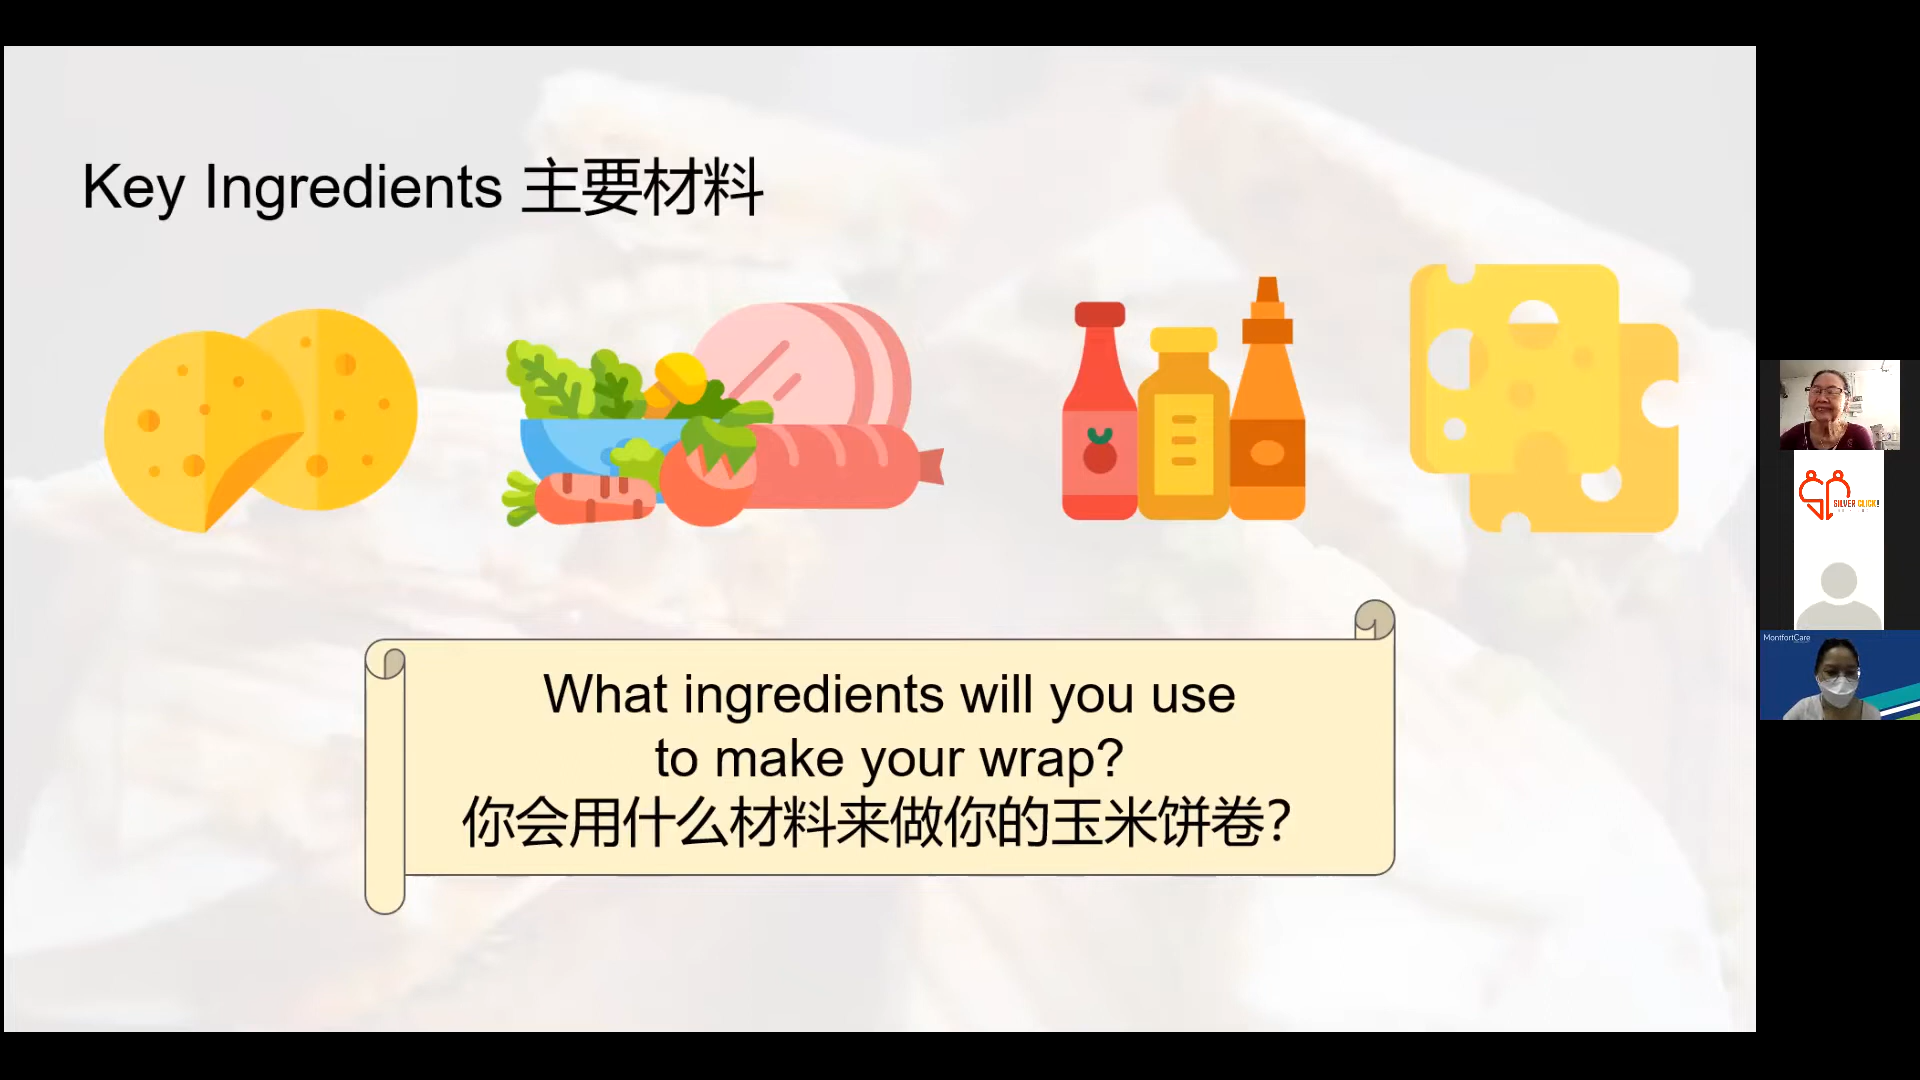 Key Ingredients 主要材料
What ingredients will you use
to make your wrap?
你会用什么材料来做你的玉米饼卷?
SILVER CLICK!
MontfortCare